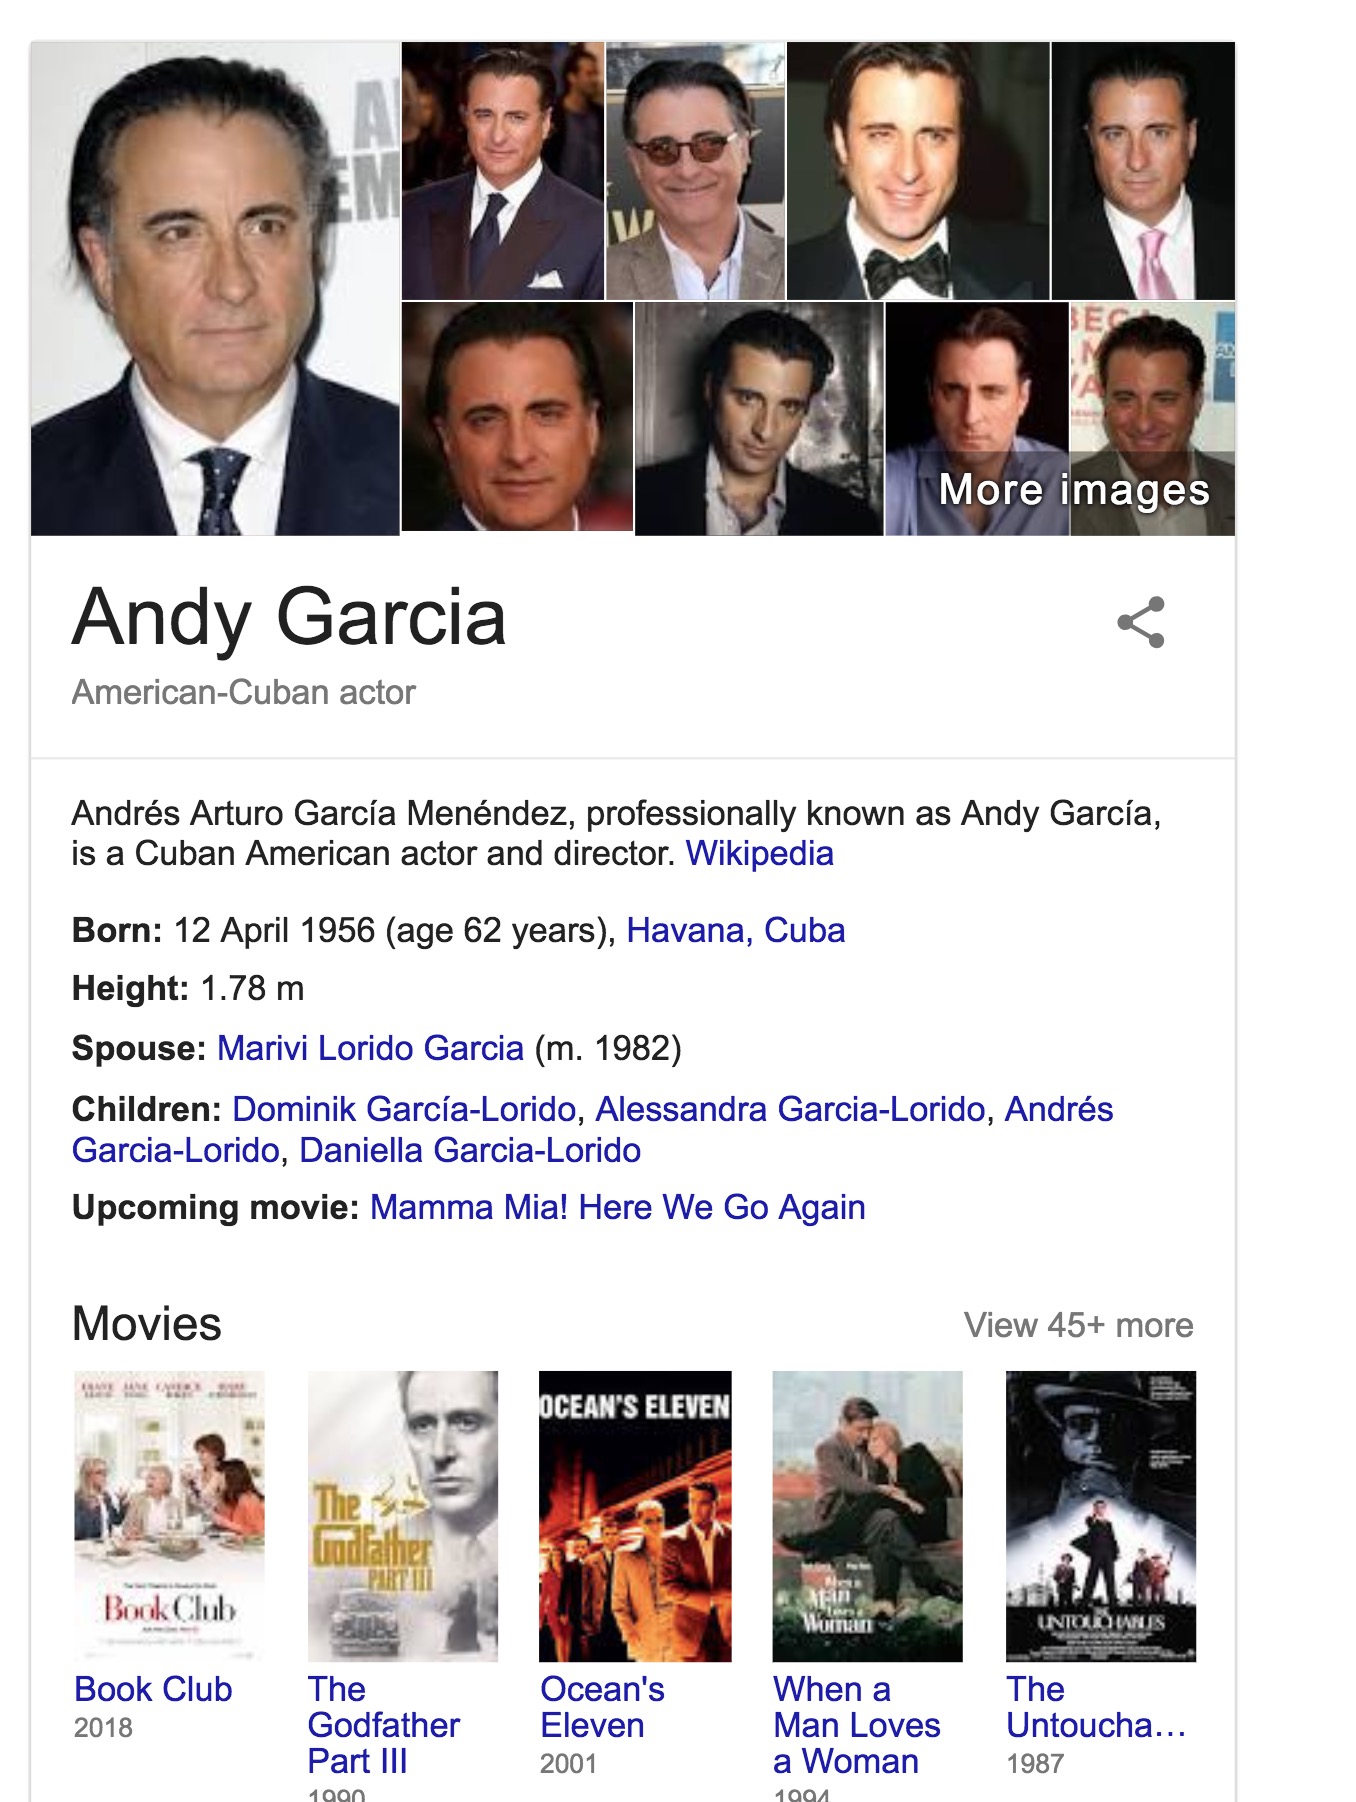 More images
Andy Garcia
American-Cuban actor
Andrés Arturo García Menéndez, professionally known as Andy García,
is a Cuban American actor and director. Wikipedia
Born: 12 April 1956 (age 62 years), Havana, Cuba
Height: 1.78 m
Spouse: Marivi Lorido Garcia (m. 1982)
Children: Dominik García-Lorido, Alessandra Garcia-Lorido, Andrés
Garcia-Lorido, Daniella Garcia-Lorido
Upcoming movie: Mamma Mia! Here We Go Again
Movies
View 45+ more
Book Club
The
Godfather
PART III
OCEAN'S ELEVEN
When a
Man
Loves a
Woman
UNTOUCHABLES
Book Club
2018
The
Godfather
Part III
1990
Ocean's
Eleven
2001
When a
Man Loves
a Woman
1994
The
Untoucha...
1987